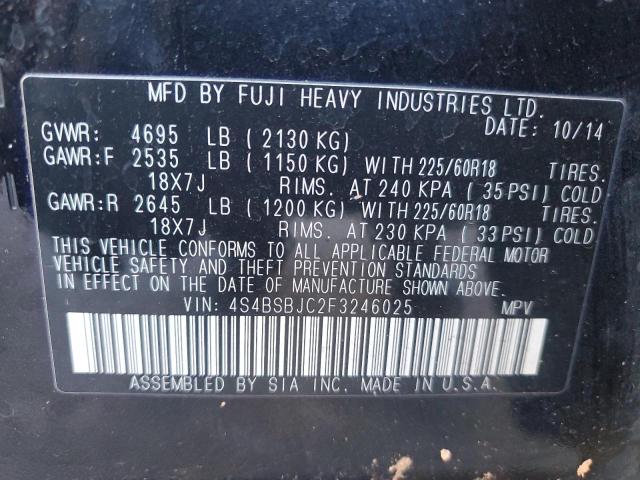 MFD BY FUJI HEAVY INDUSTRIES LTD.
DATE: 10/14
GVWR: 4695 LB ( 2130 KG)
GAWR:F 2535 LB ( 1150 KG) WITH 225/60R18 TIRES.
18X7J RIMS. AT 240 KPA ( 35 PSI) COLD
GAWR:R 2645 LB ( 1200 KG) WITH 225/60R18 TIRES.
18X7J RIMS. AT 230 KPA ( 33 PSI) COLD
THIS VEHICLE CONFORMS TO ALL APPLICABLE FEDERAL MOTOR
VEHICLE SAFETY AND THEFT PREVENTION STANDARDS
IN EFFECT ON THE DATE OF MANUFACTURE SHOWN ABOVE.
VIN: 4S4BSBJC2F3246025 MPV
ASSEMBLED BY SIA INC. MADE IN U.S.A.